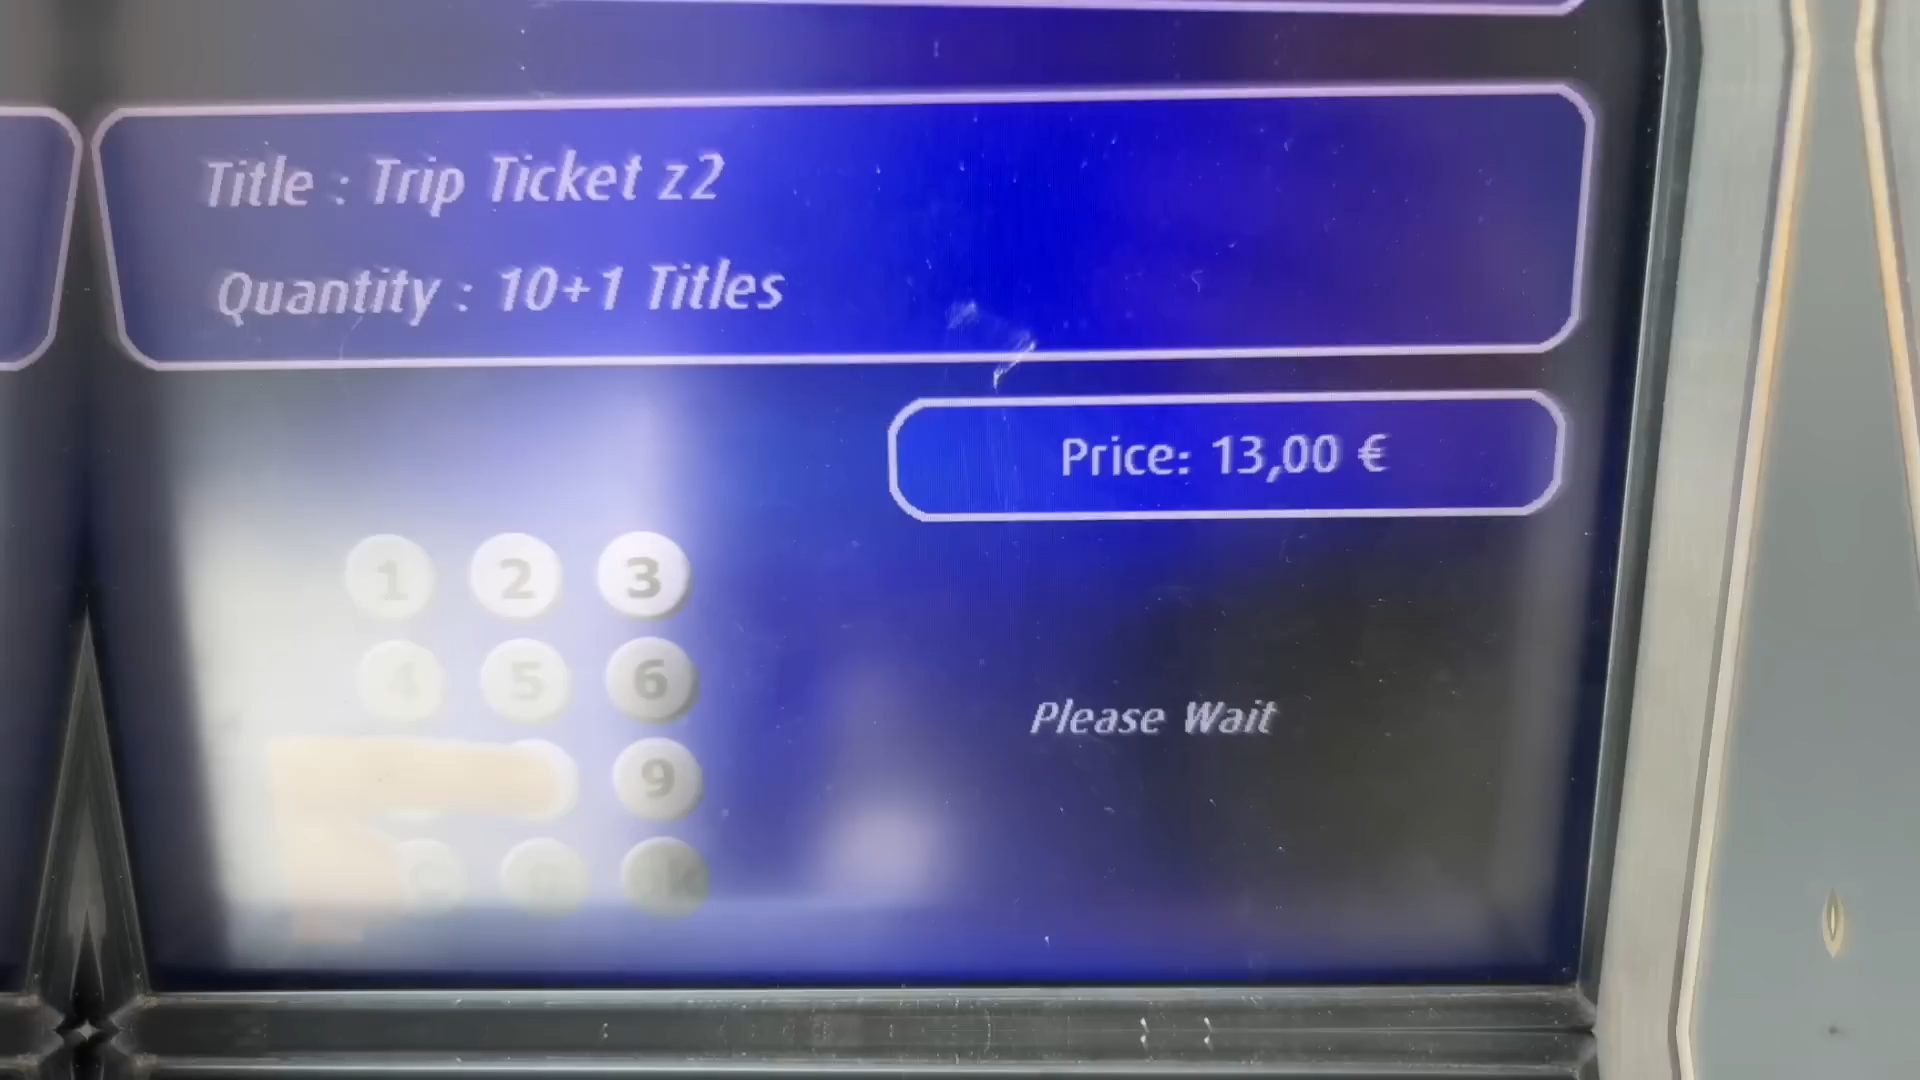 Title : Trip Ticket z2
Quantity : 10+1 Titles
Price: 13,00 €
1 2 3
4 5 6
9
Please Wait